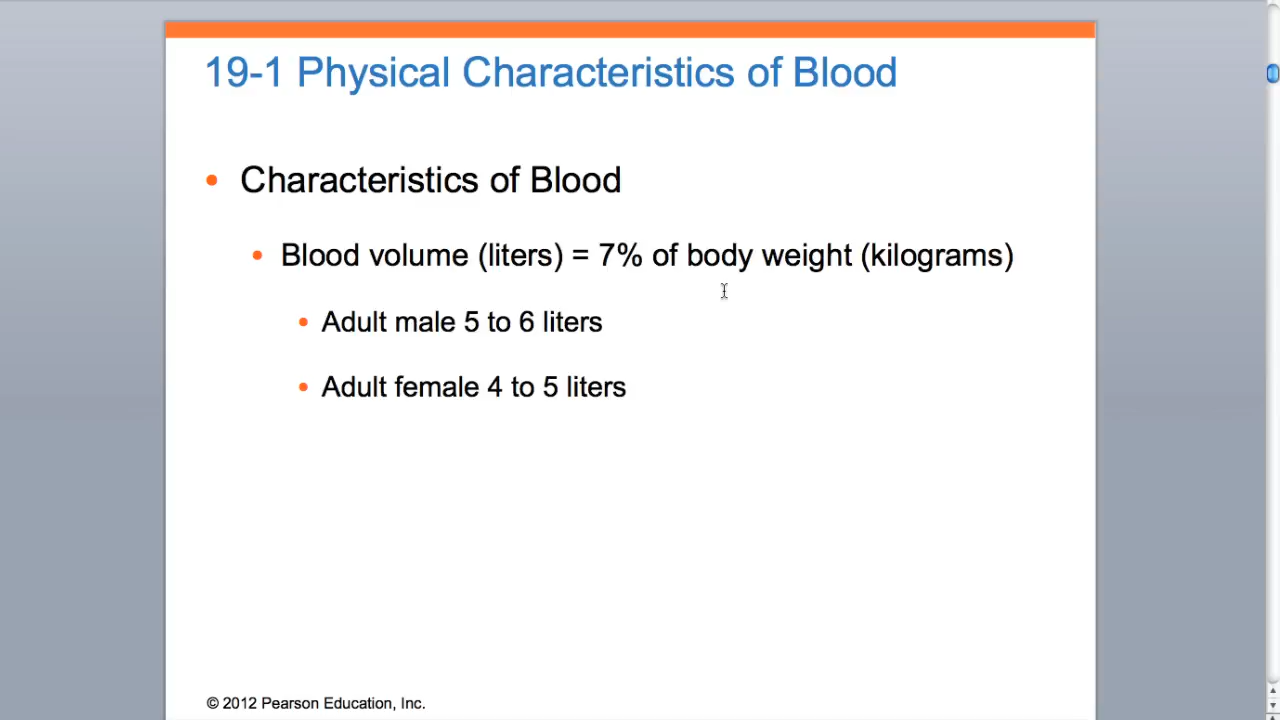 19-1 Physical Characteristics of Blood
• Characteristics of Blood
• Blood volume (liters) = 7% of body weight (kilograms)
• Adult male 5 to 6 liters
• Adult female 4 to 5 liters
© 2012 Pearson Education, Inc.